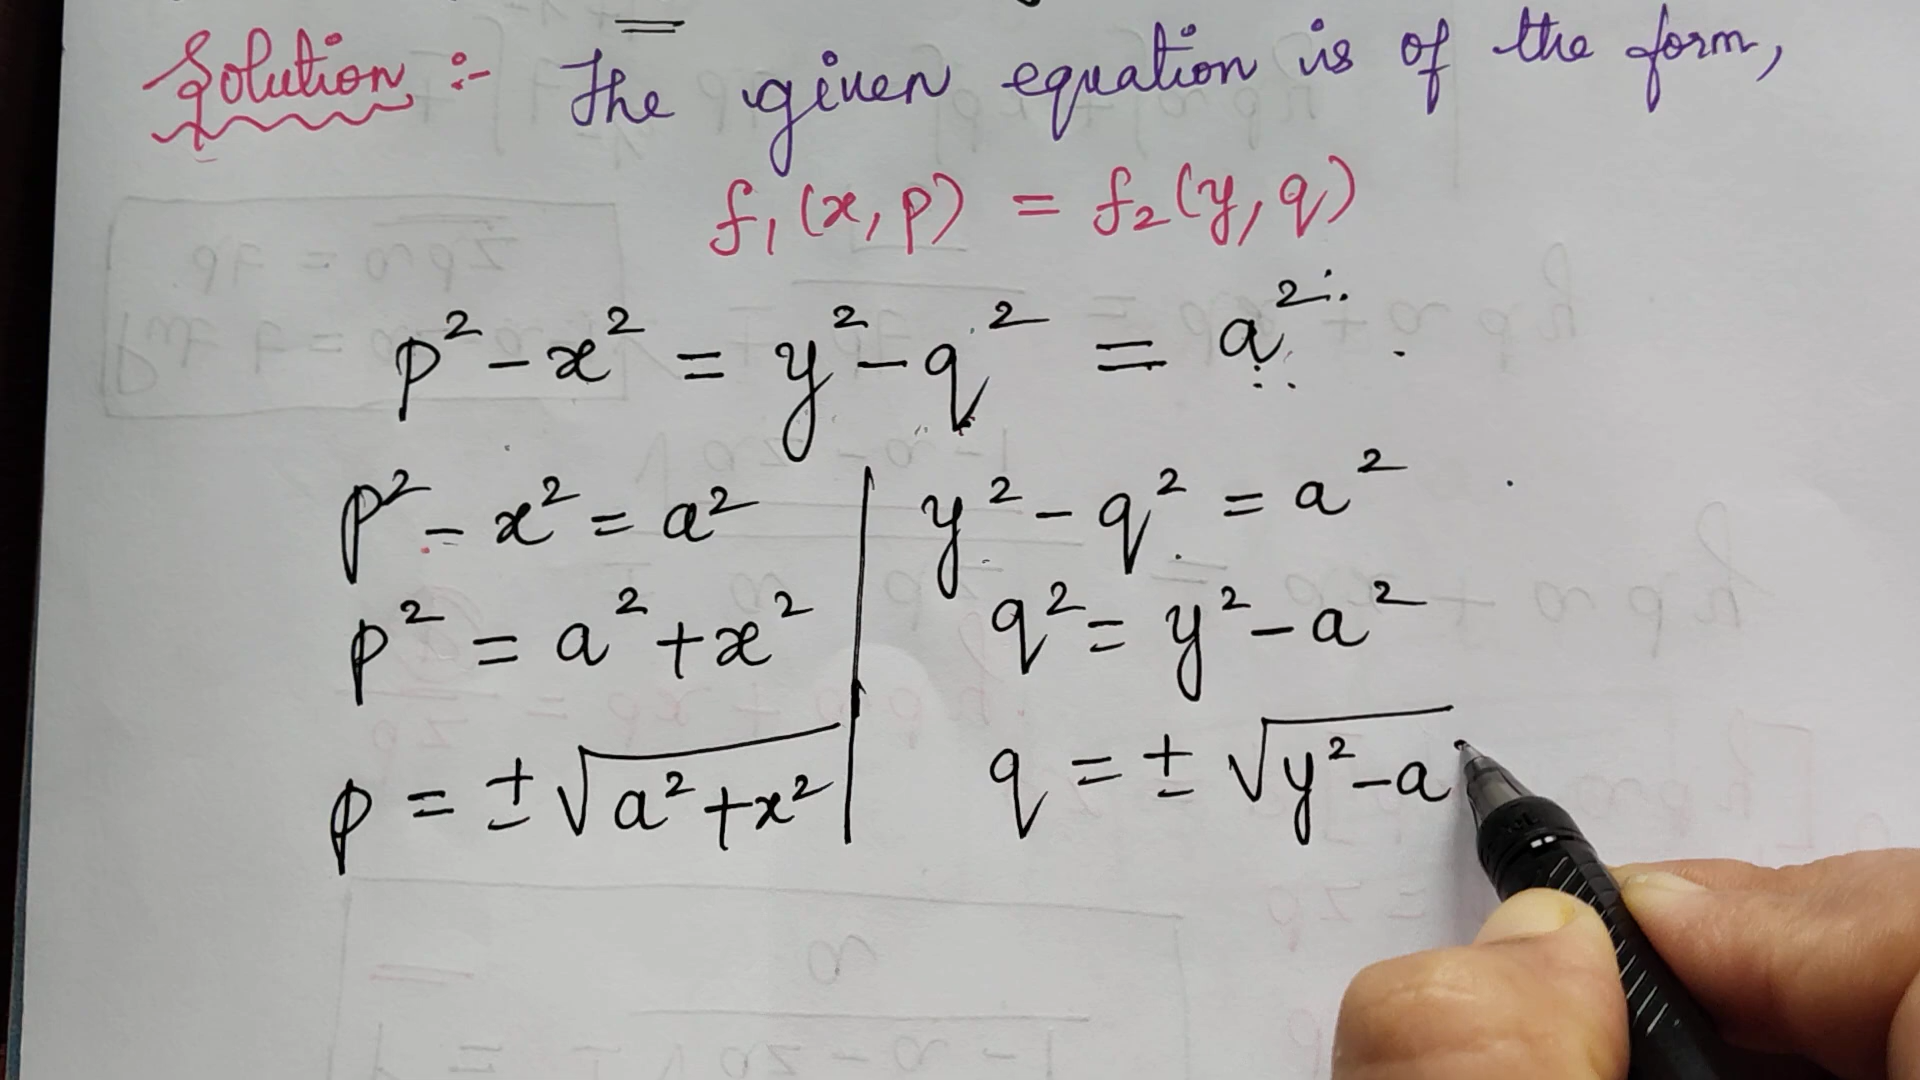 Solution :- The given equation is of the form,
f₁(x, p) = f₂(y, q)
p² - x² = y² - q² = a²
p² - x² = a² | y² - q² = a²
p² = a² + x² | q² = y² - a²
p = ± √(a² + x²) | q = ± √(y² - a